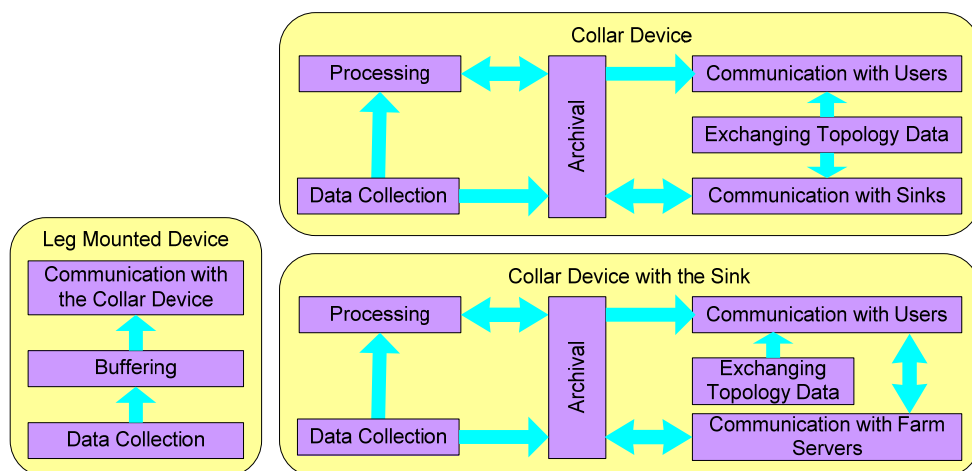 Collar Device
Processing
Archival
Communication with Users
Exchanging Topology Data
Data Collection
Communication with Sinks
Leg Mounted Device
Communication with
the Collar Device
Buffering
Data Collection
Collar Device with the Sink
Processing
Archival
Communication with Users
Exchanging
Topology Data
Data Collection
Communication with Farm
Servers